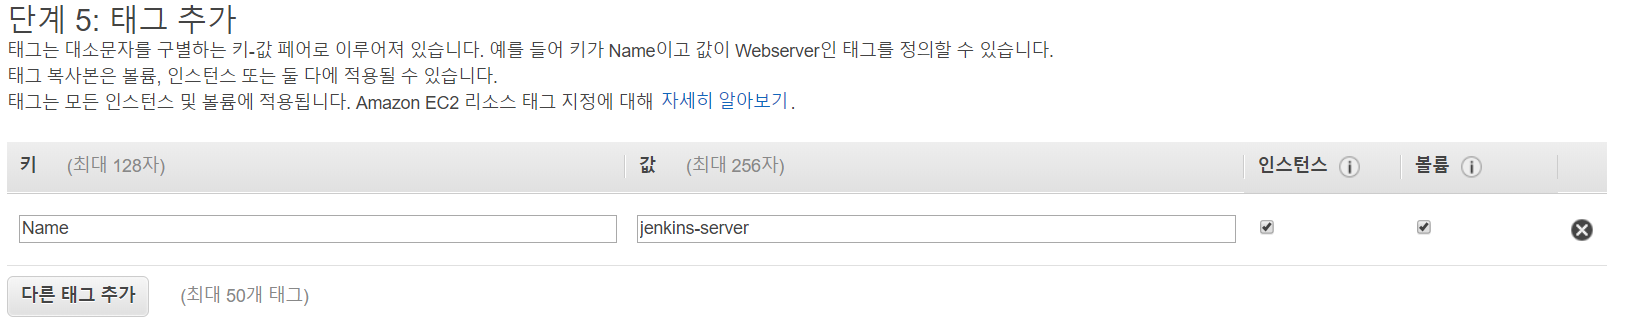 단계 5: 태그 추가
태그는 대소문자를 구별하는 키-값 페어로 이루어져 있습니다. 예를 들어 키가 Name이고 값이 Webserver인 태그를 정의할 수 있습니다.
태그 복사본은 볼륨, 인스턴스 또는 둘 다에 적용될 수 있습니다.
태그는 모든 인스턴스 및 볼륨에 적용됩니다. Amazon EC2 리소스 태그 지정에 대해 자세히 알아보기.
키 (최대 128자) 값 (최대 256자) 인스턴스 볼륨
Name jenkins-server
다른 태그 추가 (최대 50개 태그)